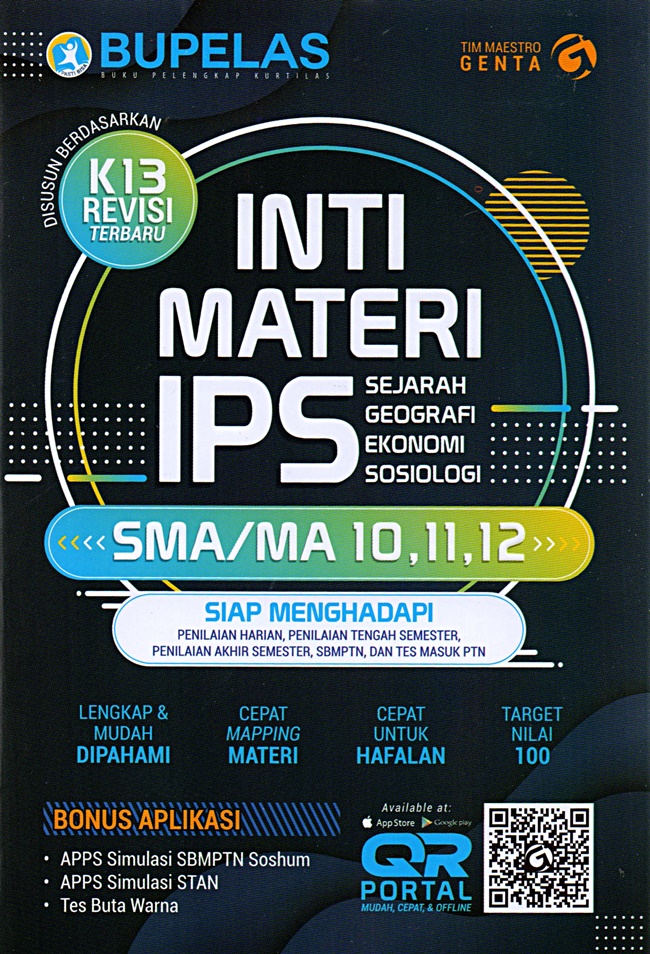 BUPELAS
BUKU PELENGKAP KURTILAS
TIM MAESTRO
GENTA
DISUSUN BERDASARKAN
K13
REVISI
TERBARU
INTI
MATERI
IPS
SEJARAH
GEOGRAFI
EKONOMI
SOSIOLOGI
<<<< SMA/MA 10,11,12 >>>>
SIAP MENGHADAPI
PENILAIAN HARIAN, PENILAIAN TENGAH SEMESTER,
PENILAIAN AKHIR SEMESTER, SBMPTN, DAN TES MASUK PTN
LENGKAP &
MUDAH
DIPAHAMI
CEPAT
MAPPING
MATERI
CEPAT
UNTUK
HAFALAN
TARGET
NILAI
100
BONUS APLIKASI
• APPS Simulasi SBMPTN Soshum
• APPS Simulasi STAN
• Tes Buta Warna
Available at:
App Store Google play
QR
PORTAL
MUDAH, CEPAT, & OFFLINE